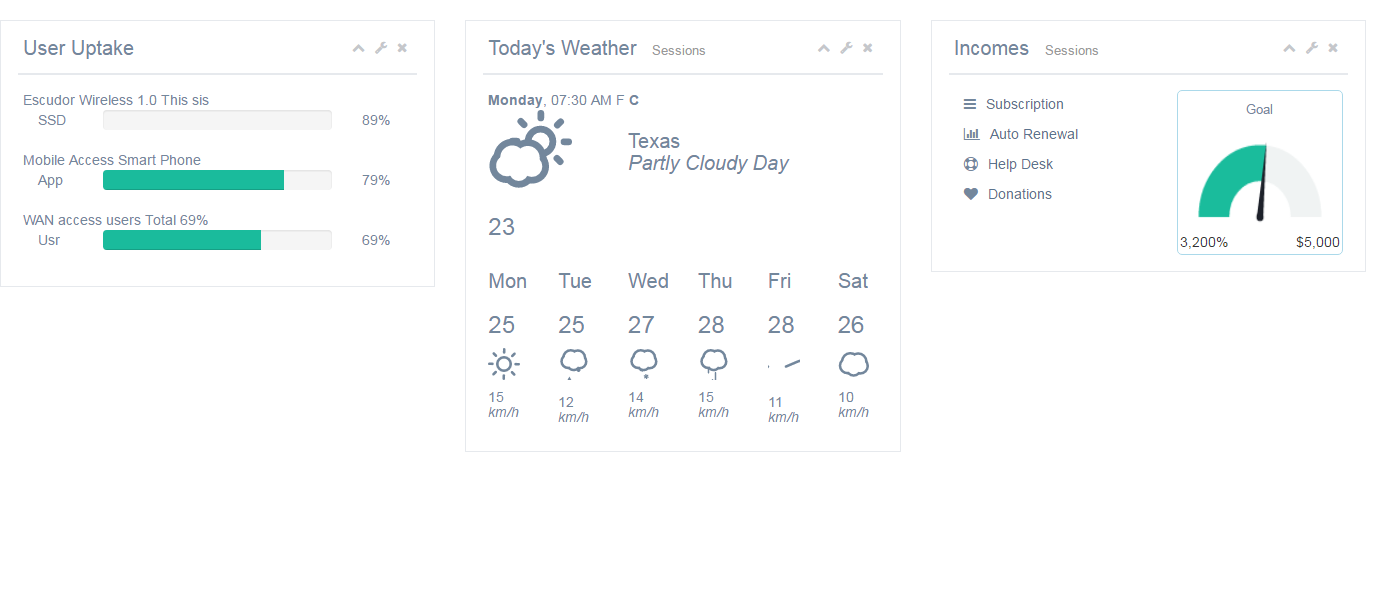 User Uptake
Escudor Wireless 1.0 This sis
SSD 89%
Mobile Access Smart Phone
App 79%
WAN access users Total 69%
Usr 69%
Today's Weather Sessions
Monday, 07:30 AM F C
Texas
Partly Cloudy Day
23
Mon Tue Wed Thu Fri Sat
25 25 27 28 28 26
15 12 14 15 11 10
km/h km/h km/h km/h km/h km/h
Incomes Sessions
Subscription
Auto Renewal
Help Desk
Donations
Goal
3,200% $5,000